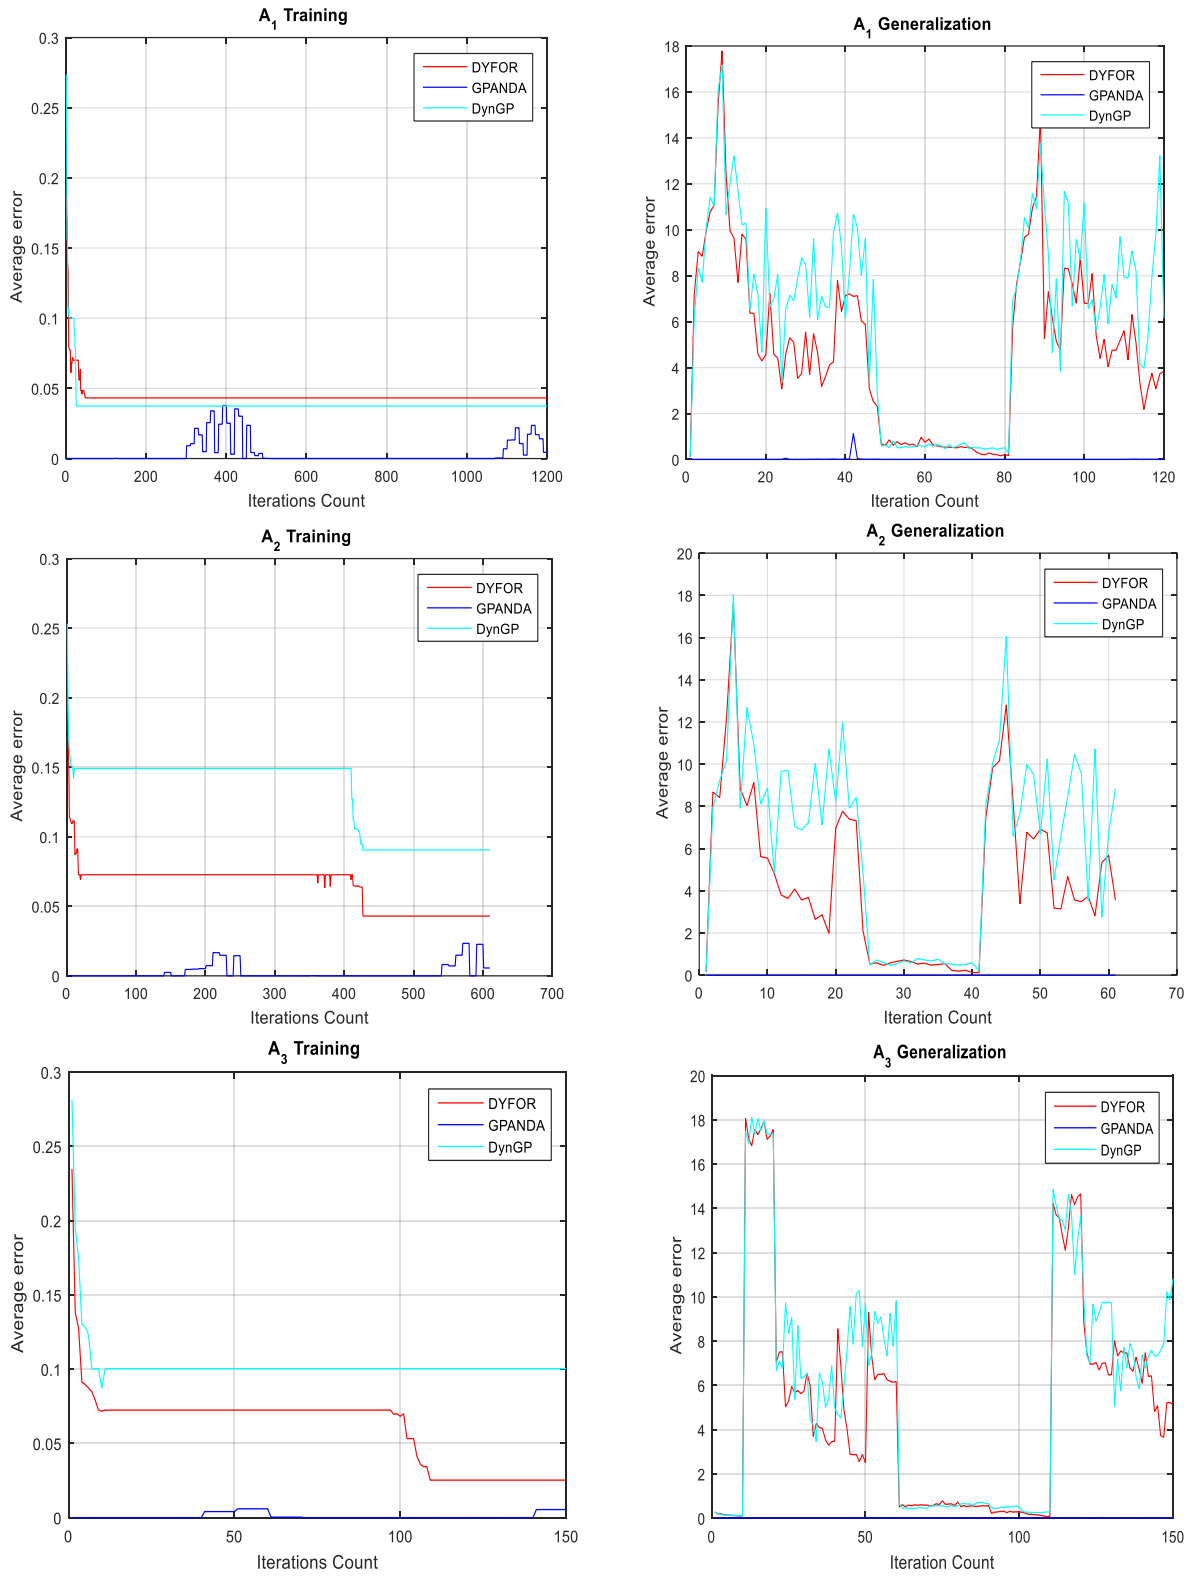 A1 Training
0.3
0.25
0.2
0.15
0.1
0.05
0
Average error
DYFOR
GPANDA
DynGP
0 200 400 600 800 1000 1200
Iterations Count
A1 Generalization
18
16
14
12
10
8
6
4
2
0
Average error
DYFOR
GPANDA
DynGP
0 20 40 60 80 100 120
Iteration Count
A2 Training
0.3
0.25
0.2
0.15
0.1
0.05
0
Average error
DYFOR
GPANDA
DynGP
0 100 200 300 400 500 600 700
Iterations Count
A2 Generalization
20
18
16
14
12
10
8
6
4
2
0
Average error
DYFOR
GPANDA
DynGP
0 10 20 30 40 50 60 70
Iteration Count
A3 Training
0.3
0.25
0.2
0.15
0.1
0.05
0
Average error
DYFOR
GPANDA
DynGP
0 50 100 150
Iterations Count
A3 Generalization
20
18
16
14
12
10
8
6
4
2
0
Average error
DYFOR
GPANDA
DynGP
0 50 100 150
Iteration Count